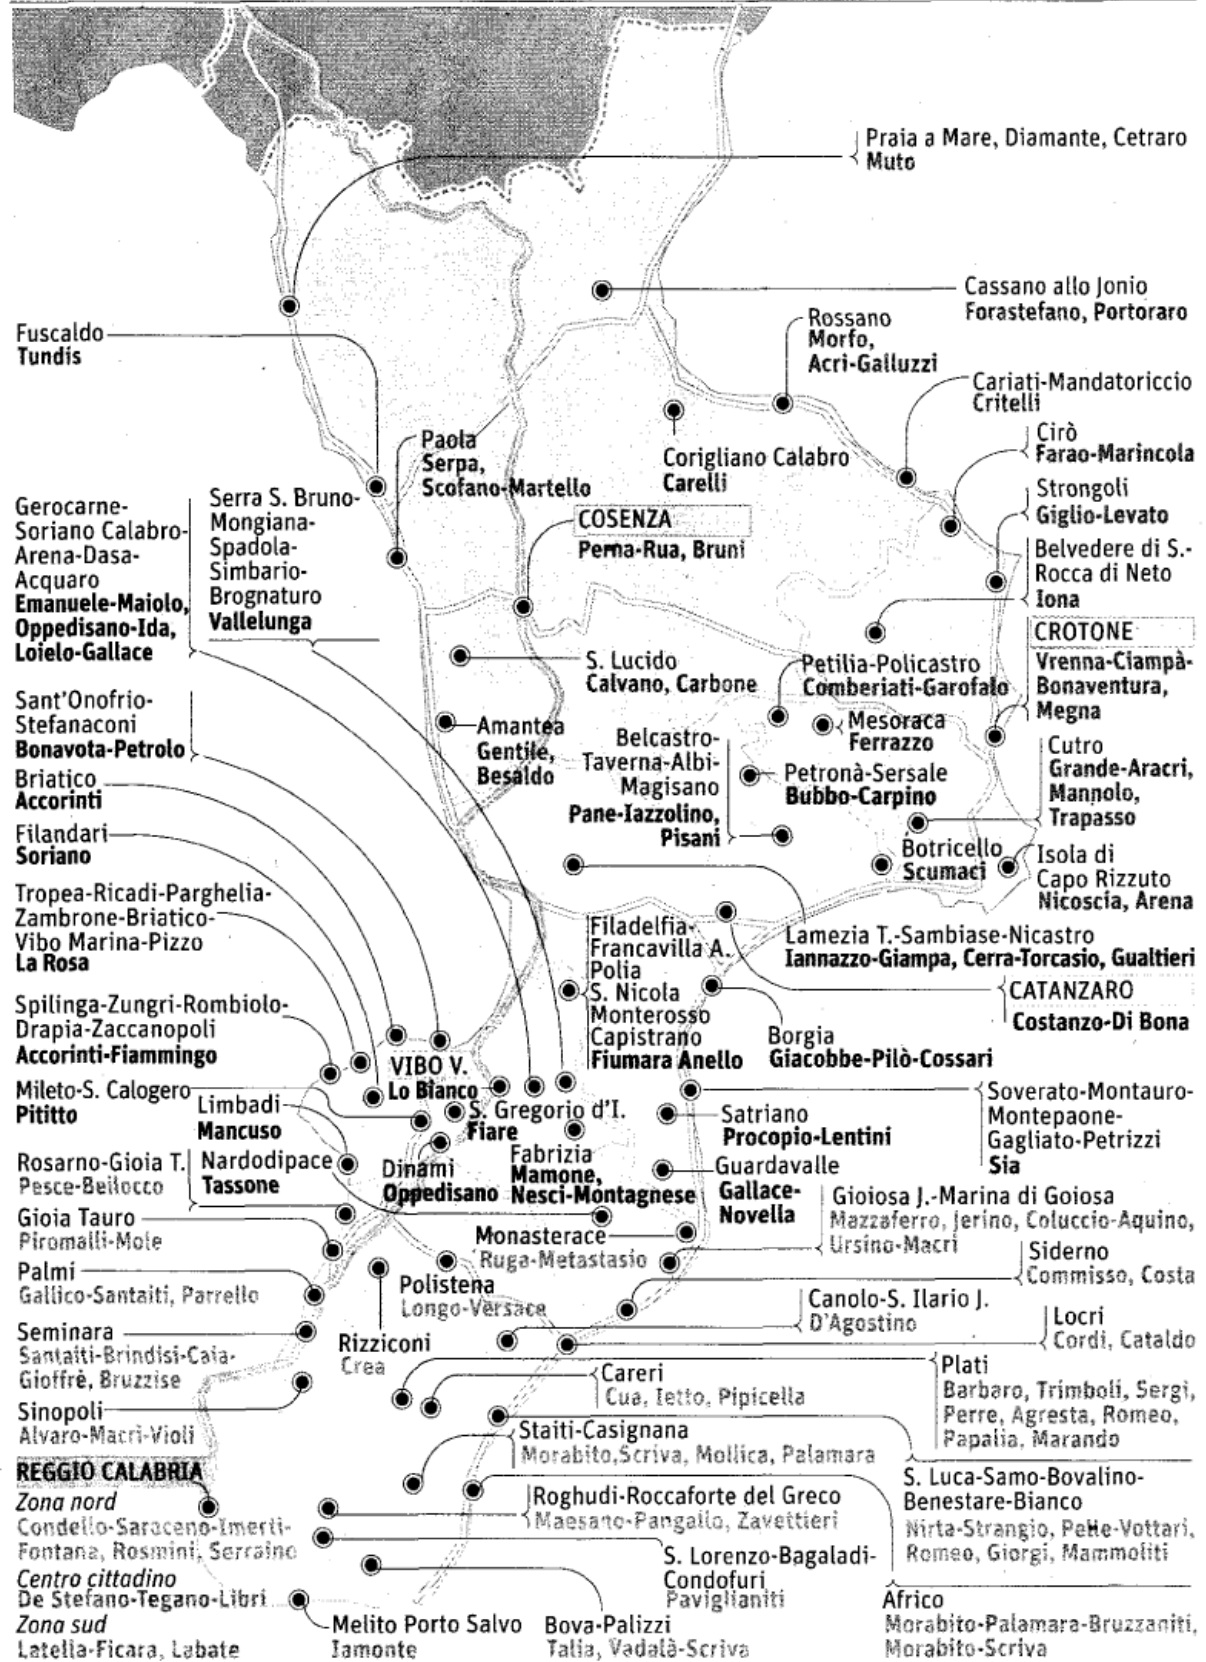 Praia a Mare, Diamante, Cetraro
Muto
Cassano allo Jonio
Forastefano, Portoraro
Fuscaldo
Tundis
Rossano
Morfo,
Acri-Galluzzi
Cariati-Mandatoriccio
Critelli
Paola
Serpa,
Scofano-Martello
Corigliano Calabro
Carelli
Cirò
Farao-Marincola
Strongoli
Giglio-Levato
Gerocarne-
Soriano Calabro-
Arena-Dasa-
Acquaro
Emanuele-Maiolo,
Oppedisano-Ida,
Loielo-Gallace
Serra S. Bruno-
Mongiana-
Spadola-
Simbario-
Brognaturo
Vallelunga
COSENZA
Perna-Rua, Bruni
Belvedere di S.-
Rocca di Neto
Iona
CROTONE
Vrenna-Ciampà-
Bonaventura,
Megna
S. Lucido
Calvano, Carbone
Petilia-Policastro
Comberiati-Garofalo
Sant'Onofrio-
Stefanaconi
Bonavota-Petrolo
Amantea
Gentile,
Besaldo
Belcastro-
Taverna-Albi-
Magisano
Pane-Iazzolino,
Pisani
Mesoraca
Ferrazzo
Petronà-Sersale
Bubbo-Carpino
Cutro
Grande-Aracri,
Mannolo,
Trapasso
Briatico
Accorinti
Filandari
Soriano
Botricello
Scumaci
Isola di
Capo Rizzuto
Nicoscia, Arena
Tropea-Ricadi-Parghelia-
Zambrone-Briatico-
Vibo Marina-Pizzo
La Rosa
Filadelfia-
Francavilla A.
Polia
S. Nicola
Monterosso
Capistrano
Fiumara Anello
Lamezia T.-Sambiase-Nicastro
Iannazzo-Giampa, Cerra-Torcasio, Gualtieri
CATANZARO
Costanzo-Di Bona
Spilinga-Zungri-Rombiolo-
Drapia-Zaccanopoli
Accorinti-Fiammingo
Borgia
Giacobbe-Pilò-Cossari
VIBO V.
Lo Bianco
Mileto-S. Calogero
Pititto
Limbadi
Mancuso
S. Gregorio d'I.
Fiare
Satriano
Procopio-Lentini
Soverato-Montauro-
Montepaone-
Gagliato-Petrizzi
Sia
Rosarno-Gioia T.
Pesce-Bellocco
Nardodipace
Tassone
Dinami
Oppedisano
Fabrizia
Mamone,
Nesci-Montagnese
Guardavalle
Gallace-
Novella
Gioia Tauro
Piromalli-Mole
Monasterace
Ruga-Metastasio
Gioiosa J.-Marina di Goiosa
Mazzaferro, Jerino, Coluccio-Aquino,
Ursino-Macrì
Siderno
Commisso, Costa
Palmi
Gallico-Santaiti, Parrello
Polistena
Longo-Versace
Canolo-S. Ilario J.
D'Agostino
Locri
Cordì, Cataldo
Seminara
Santaiti-Brindisi-Caia-
Gioffrè, Bruzzise
Rizziconi
Crea
Sinopoli
Alvaro-Macrì-Violi
Careri
Cua, Ietto, Pipicella
Plati
Barbaro, Trimboli, Sergi,
Perre, Agresta, Romeo,
Papalia, Marando
Staiti-Casignana
Morabito,Scriva, Mollica, Palamara
REGGIO CALABRIA
Zona nord
Condello-Saraceno-Imerti-
Fontana, Rosmini, Serraino
Centro cittadino
De Stefano-Tegano-Libri
Zona sud
Latella-Ficara, Labate
Roghudi-Roccaforte del Greco
Maesano-Pangallo, Zavettieri
S. Luca-Samo-Bovalino-
Benestare-Bianco
Nirta-Strangio, Pelle-Vottari,
Romeo, Giorgi, Mammoliti
S. Lorenzo-Bagaladi-
Condofuri
Paviglianiti
Melito Porto Salvo
Iamonte
Bova-Palizzi
Talia, Vadalà-Scriva
Africo
Morabito-Palamara-Bruzzaniti,
Morabito-Scriva